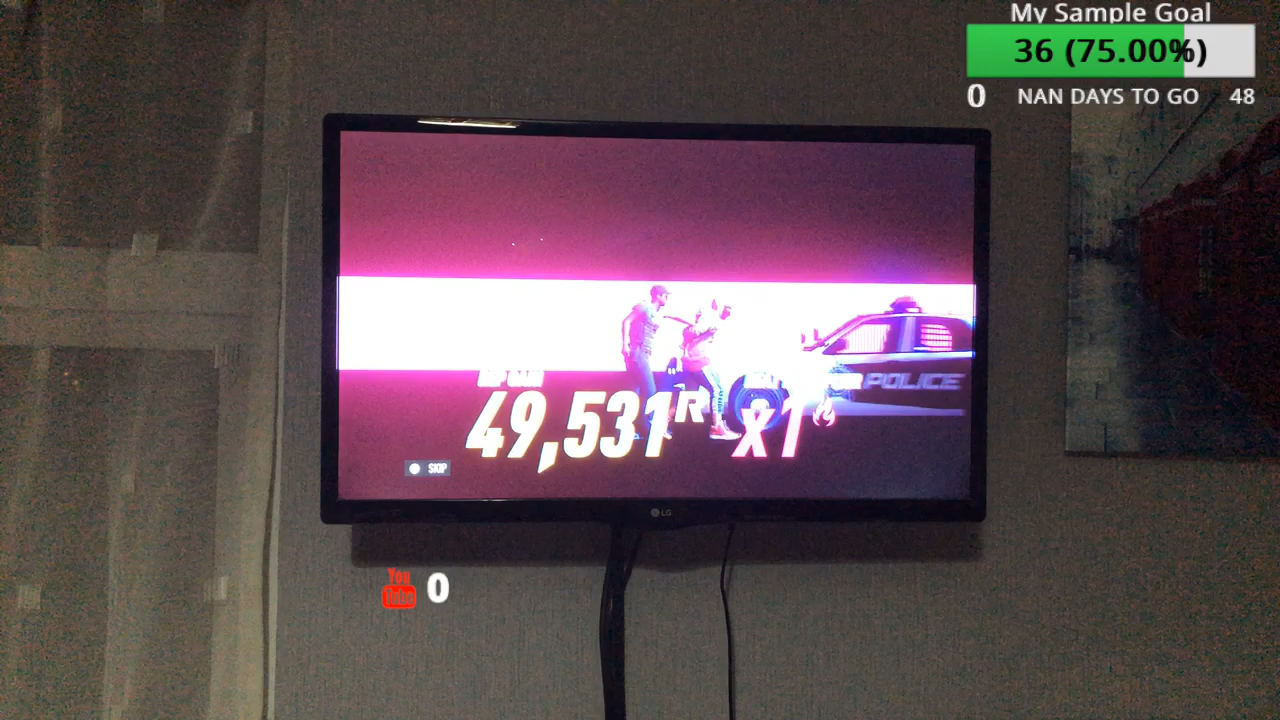 My Sample Goal
36 (75.00%)
0 NAN DAYS TO GO 48
POLICE
49,531R x1
SKIP
LG
You
Tube 0